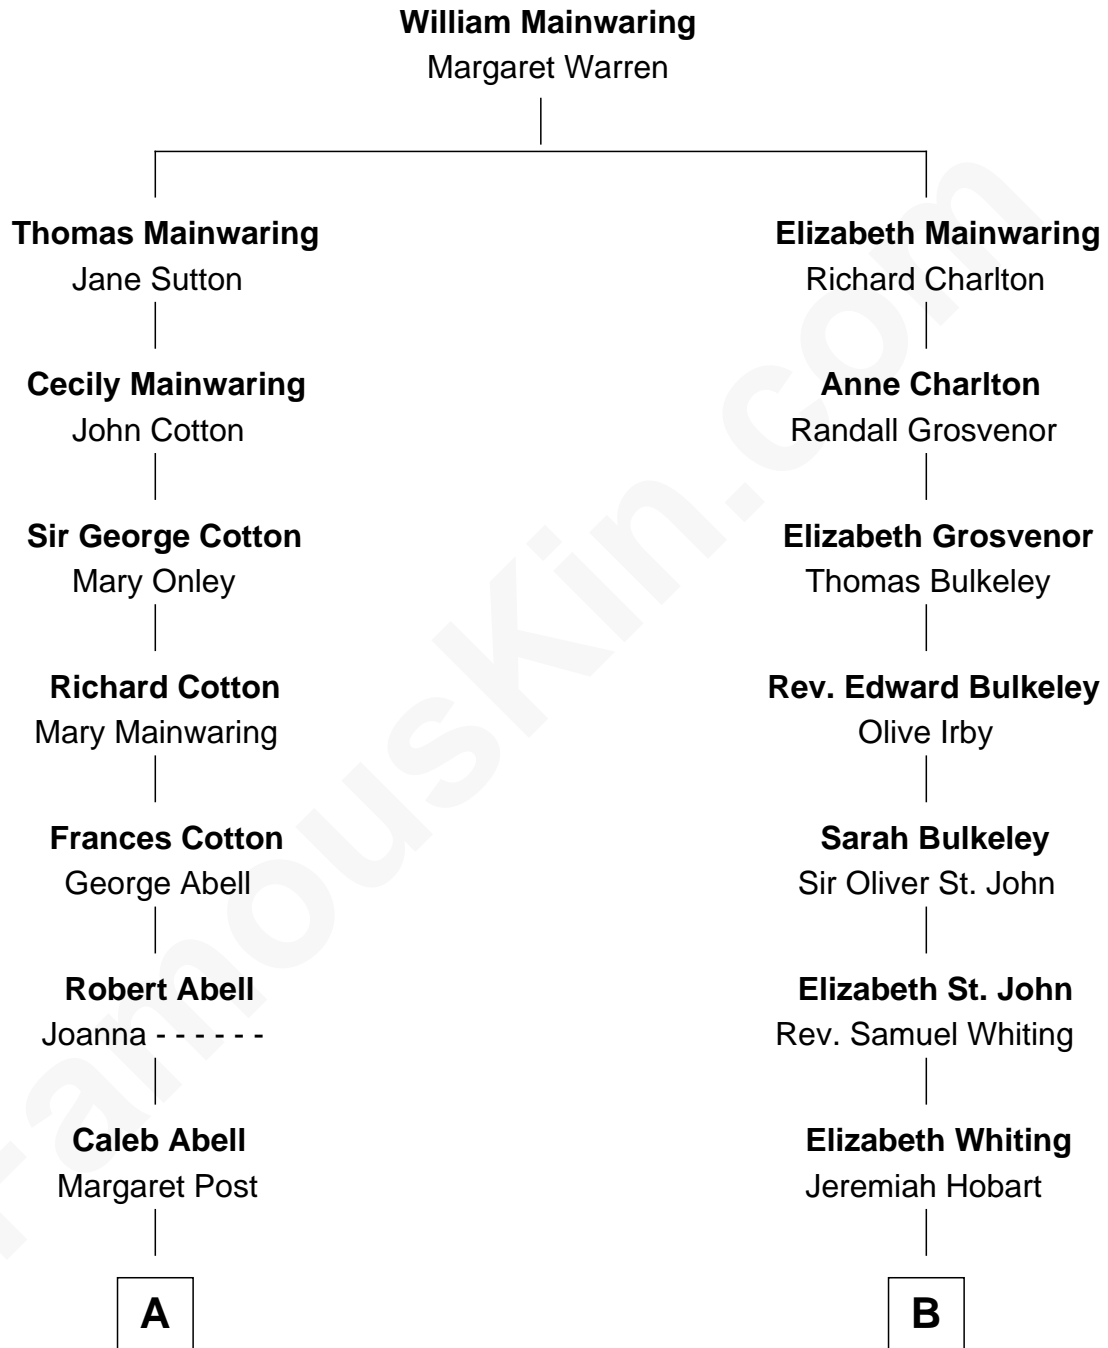 William Mainwaring
Margaret Warren
Thomas Mainwaring
Jane Sutton
Cecily Mainwaring
John Cotton
Sir George Cotton
Mary Onley
Richard Cotton
Mary Mainwaring
Frances Cotton
George Abell
Robert Abell
Joanna - - - - - -
Caleb Abell
Margaret Post
A
Elizabeth Mainwaring
Richard Charlton
Anne Charlton
Randall Grosvenor
Elizabeth Grosvenor
Thomas Bulkeley
Rev. Edward Bulkeley
Olive Irby
Sarah Bulkeley
Sir Oliver St. John
Elizabeth St. John
Rev. Samuel Whiting
Elizabeth Whiting
Jeremiah Hobart
B
FamousKin.com